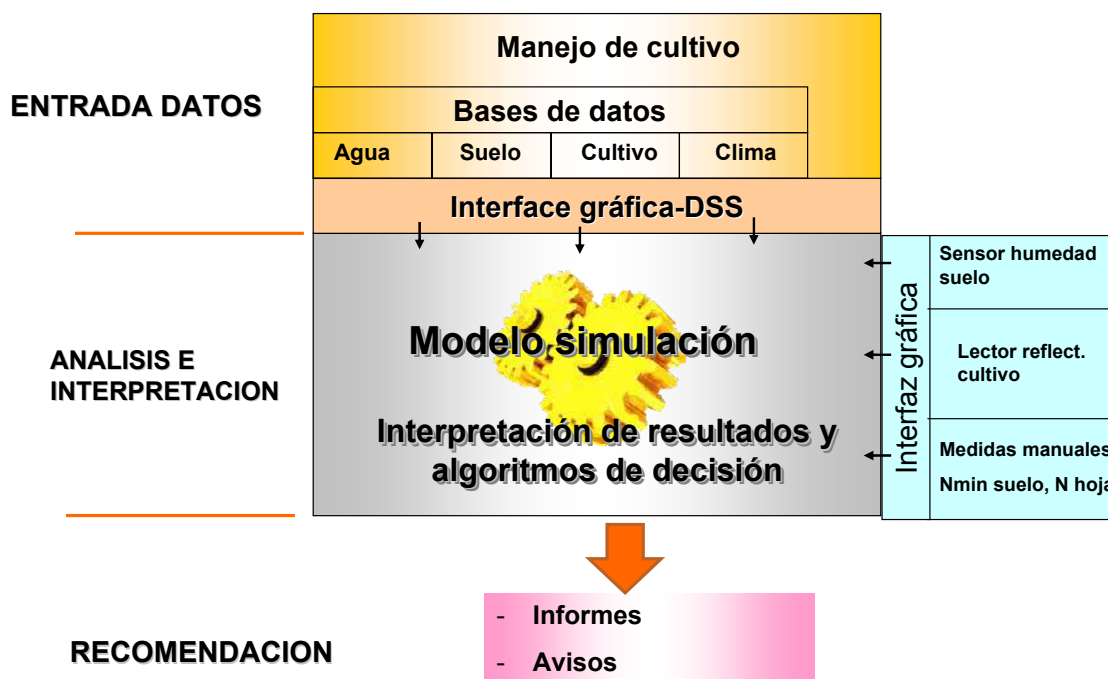 Manejo de cultivo
ENTRADA DATOS
Bases de datos
Agua
Suelo
Cultivo
Clima
Interface gráfica-DSS
Interfaz gráfica
Sensor humedad
suelo
Modelo simulación
ANALISIS E
INTERPRETACION
Lector reflect.
cultivo
Interpretación de resultados y
algoritmos de decisión
Medidas manuales
Nmin suelo, N hoja
- Informes
- Avisos
RECOMENDACION